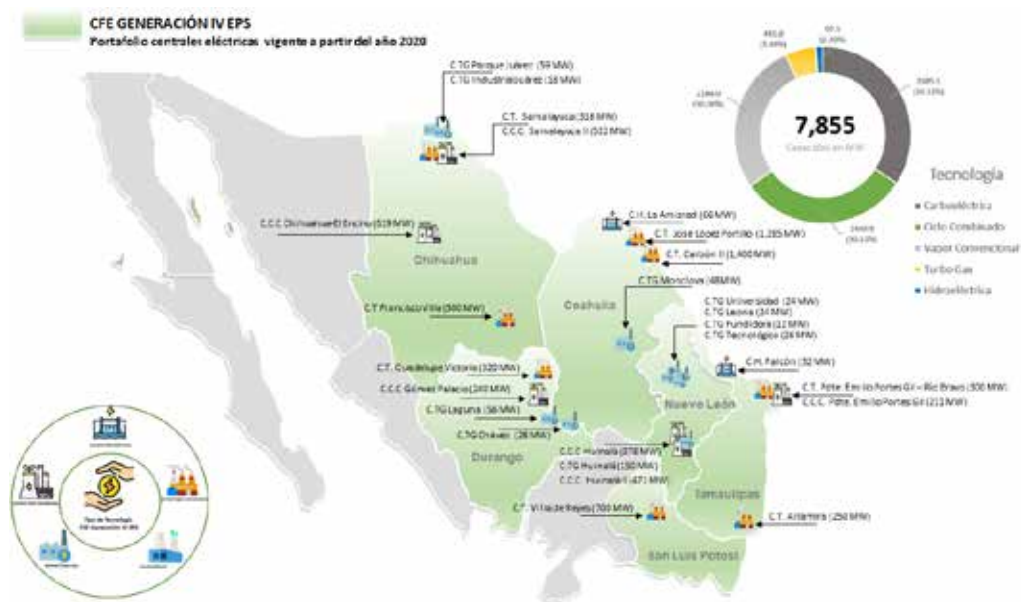 CFE GENERACIÓN IV EPS
Portafolio centrales eléctricas vigente a partir del año 2020
C.TG Parque Juárez (59 MW)
C.TG Industrial Juárez (18 MW)
C.T. Samalayuca (316 MW)
C.C.C. Samalayuca II (522 MW)
7,855
Tecnología
Carboeléctrica
Ciclo Combinado
Vapor Convencional
Turbo Gas
Hidroeléctrica
C.H. La Amistad (66 MW)
C.T. José López Portillo (1,200 MW)
C.T. Carbón II (1,400 MW)
C.C.C Chihuahua El Encino (619 MW)
Chihuahua
C.TG Monclova (48 MW)
Coahuila
C.TG Universidad (24 MW)
C.TG Leona (24 MW)
C.TG Fundidora (12 MW)
C.TG Tecnológico (26 MW)
C.T Francisco Villa (300 MW)
C.H. Falcón (32 MW)
C.T. Guadalupe Victoria (320 MW)
C.C.C Gómez Palacio (240 MW)
C.TG Laguna (56 MW)
C.TG Chávez (28 MW)
C.T. Pdte. Emilio Portes Gil – Río Bravo (300 MW)
C.C.C. Pdte. Emilio Portes Gil (211 MW)
Nuevo León
Durango
C.C.C Huinalá (378 MW)
C.TG Huinalá (150 MW)
C.C.C. Huinalá II (471 MW)
Tamaulipas
C.T. Villa de Reyes (700 MW)
C.T. Altamira (250 MW)
San Luis Potosí
Tipo de Tecnología
CFE Generación IV EPS